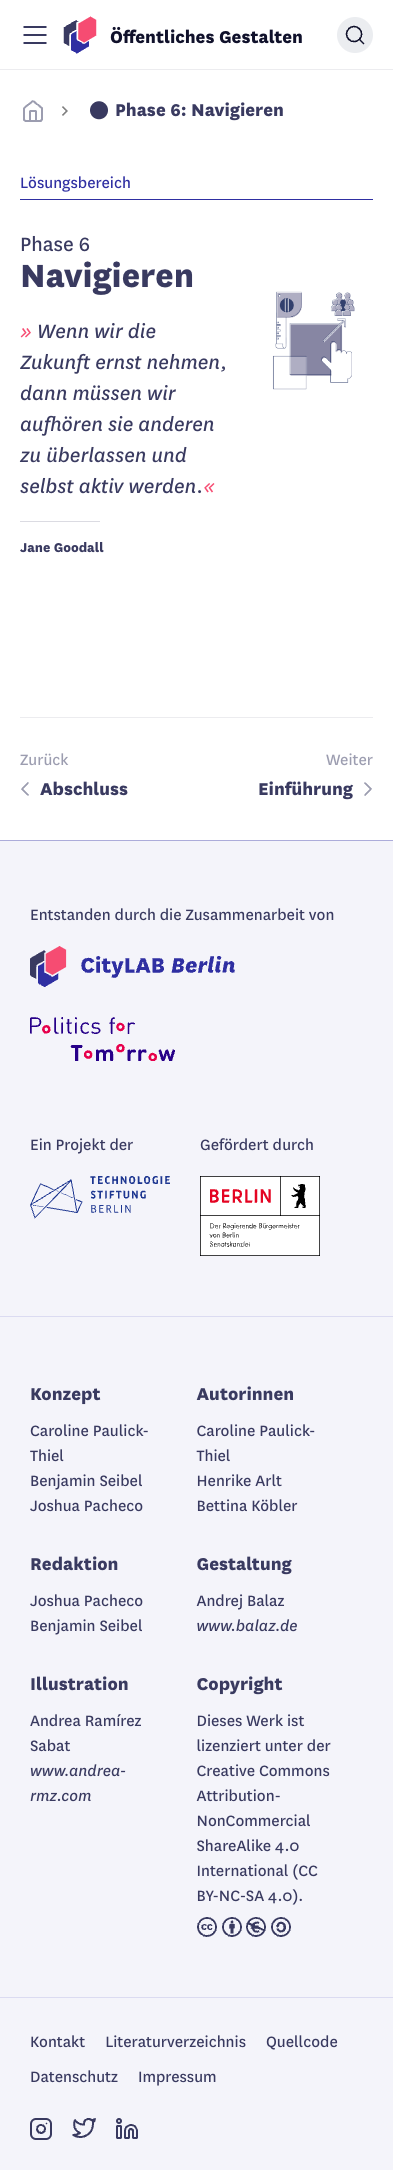 Öffentliches Gestalten
Phase 6: Navigieren
Lösungsbereich
Phase 6
Navigieren
» Wenn wir die
Zukunft ernst nehmen,
dann müssen wir
aufhören sie anderen
zu überlassen und
selbst aktiv werden.«
Jane Goodall
Zurück
Abschluss
Weiter
Einführung
Entstanden durch die Zusammenarbeit von
CityLAB Berlin
Politics for
Tomorrow
Ein Projekt der
TECHNOLOGIE
STIFTUNG
BERLIN
Gefördert durch
BERLIN
Der Regierende Bürgermeister
von Berlin
Senatskanzlei
Konzept
Caroline Paulick-
Thiel
Benjamin Seibel
Joshua Pacheco
Autorinnen
Caroline Paulick-
Thiel
Henrike Arlt
Bettina Köbler
Redaktion
Joshua Pacheco
Benjamin Seibel
Gestaltung
Andrej Balaz
www.balaz.de
Illustration
Andrea Ramírez
Sabat
www.andrea-
rmz.com
Copyright
Dieses Werk ist
lizenziert unter der
Creative Commons
Attribution-
NonCommercial
ShareAlike 4.0
International (CC
BY-NC-SA 4.0).
Kontakt Literaturverzeichnis Quellcode
Datenschutz Impressum